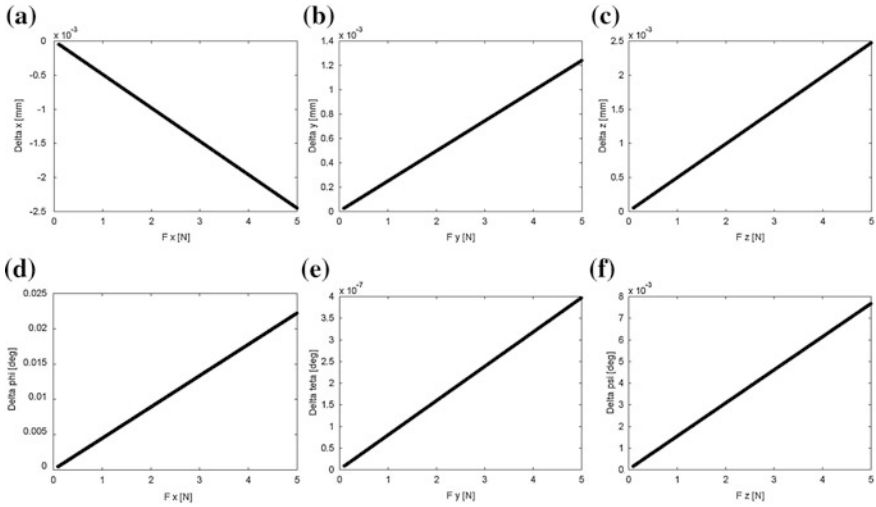 (a)
x 10⁻³
0
-0.5
-1
-1.5
-2
-2.5
Delta x [mm]
0 1 2 3 4 5
F x [N]
(b)
x 10⁻³
1.4
1.2
1
0.8
0.6
0.4
0.2
0
Delta y [mm]
0 1 2 3 4 5
F y [N]
(c)
x 10⁻³
3
2.5
2
1.5
1
0.5
0
Delta z [mm]
0 1 2 3 4 5
F z [N]
(d)
0.025
0.02
0.015
0.01
0.005
0
Delta phi [deg]
0 1 2 3 4 5
F x [N]
(e)
x 10⁻⁷
4
3.5
3
2.5
2
1.5
1
0.5
0
Delta teta [deg]
0 1 2 3 4 5
F y [N]
(f)
x 10⁻³
8
7
6
5
4
3
2
1
0
Delta psi [deg]
0 1 2 3 4 5
F z [N]